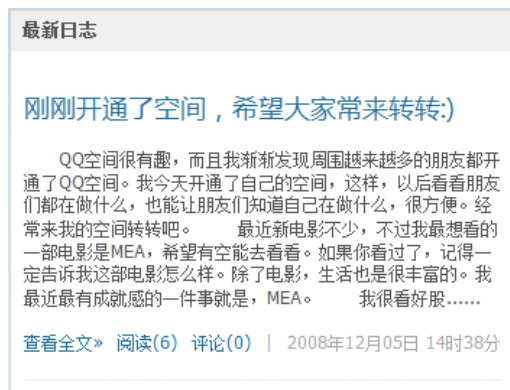 最新日志
刚刚开通了空间，希望大家常来转转:)
QQ空间很有趣，而且我渐渐发现周围越来越多的朋友都开
通了QQ空间。我今天开通了自己的空间，这样，以后看看朋友
们都在做什么，也能让朋友们知道自己在做什么，很方便。经
常来我的空间转转吧。 最近新电影不少，不过我最想看的
一部电影是MEA，希望有空能去看看。如果你看过了，记得一
定告诉我这部电影怎么样。除了电影，生活也是很丰富的。我
最近最有成就感的一件事就是，MEA。 我很看好股......
查看全文» 阅读(6) 评论(0) | 2008年12月05日 14时38分